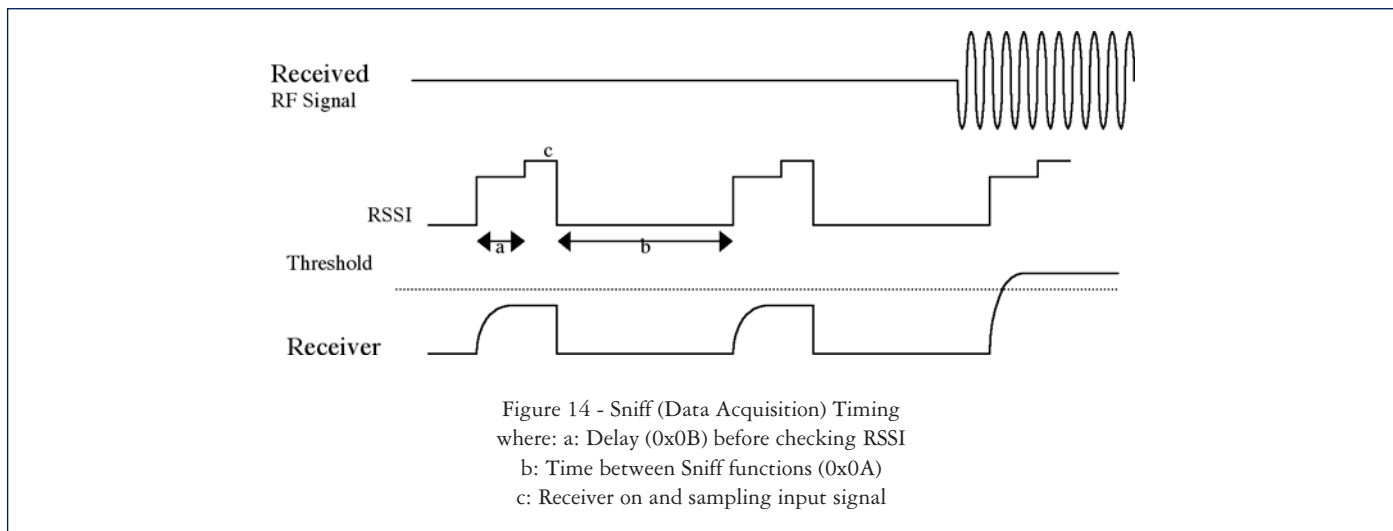 Received
RF Signal
c
RSSI
a
b
Threshold
Receiver
Figure 14 - Sniff (Data Acquisition) Timing
where: a: Delay (0x0B) before checking RSSI
b: Time between Sniff functions (0x0A)
c: Receiver on and sampling input signal